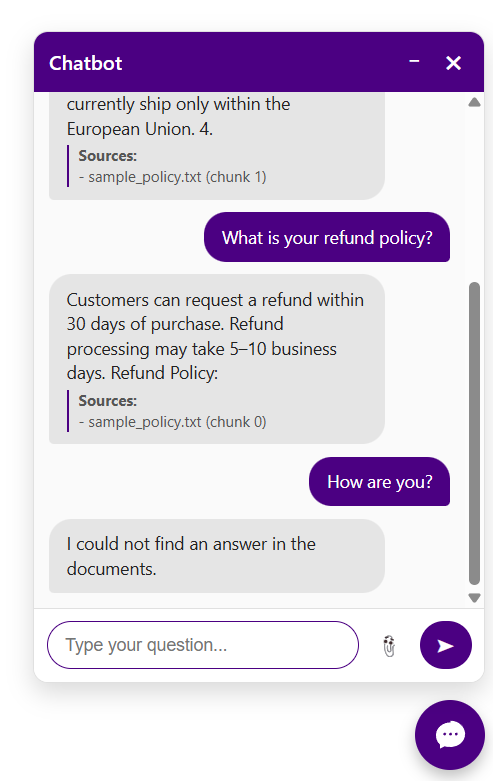 Chatbot
currently ship only within the
European Union. 4.
Sources:
- sample_policy.txt (chunk 1)
What is your refund policy?
Customers can request a refund within
30 days of purchase. Refund
processing may take 5–10 business
days. Refund Policy:
Sources:
- sample_policy.txt (chunk 0)
How are you?
I could not find an answer in the
documents.
Type your question...